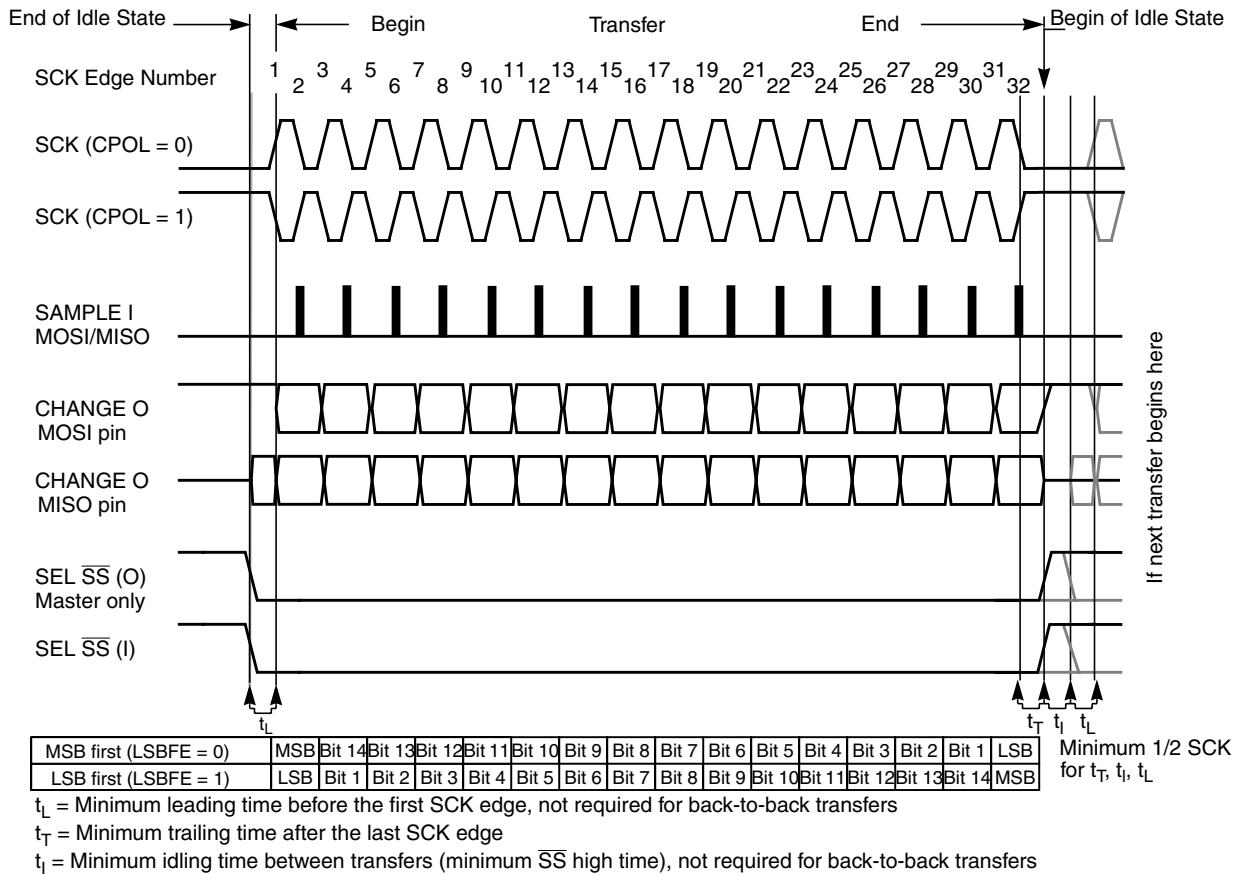 End of Idle State
Begin
Transfer
End
Begin of Idle State
SCK Edge Number
1 2 3 4 5 6 7 8 9 10 11 12 13 14 15 16 17 18 19 20 21 22 23 24 25 26 27 28 29 30 31 32
SCK (CPOL = 0)
SCK (CPOL = 1)
SAMPLE I
MOSI/MISO
CHANGE O
MOSI pin
CHANGE O
MISO pin
SEL SS (O)
Master only
SEL SS (I)
If next transfer begins here
tL
tT tI tL
MSB first (LSBFE = 0) MSB Bit 14 Bit 13 Bit 12 Bit 11 Bit 10 Bit 9 Bit 8 Bit 7 Bit 6 Bit 5 Bit 4 Bit 3 Bit 2 Bit 1 LSB
LSB first (LSBFE = 1) LSB Bit 1 Bit 2 Bit 3 Bit 4 Bit 5 Bit 6 Bit 7 Bit 8 Bit 9 Bit 10 Bit 11 Bit 12 Bit 13 Bit 14 MSB
Minimum 1/2 SCK
for tT, tI, tL
tL = Minimum leading time before the first SCK edge, not required for back-to-back transfers
tT = Minimum trailing time after the last SCK edge
tI = Minimum idling time between transfers (minimum SS high time), not required for back-to-back transfers